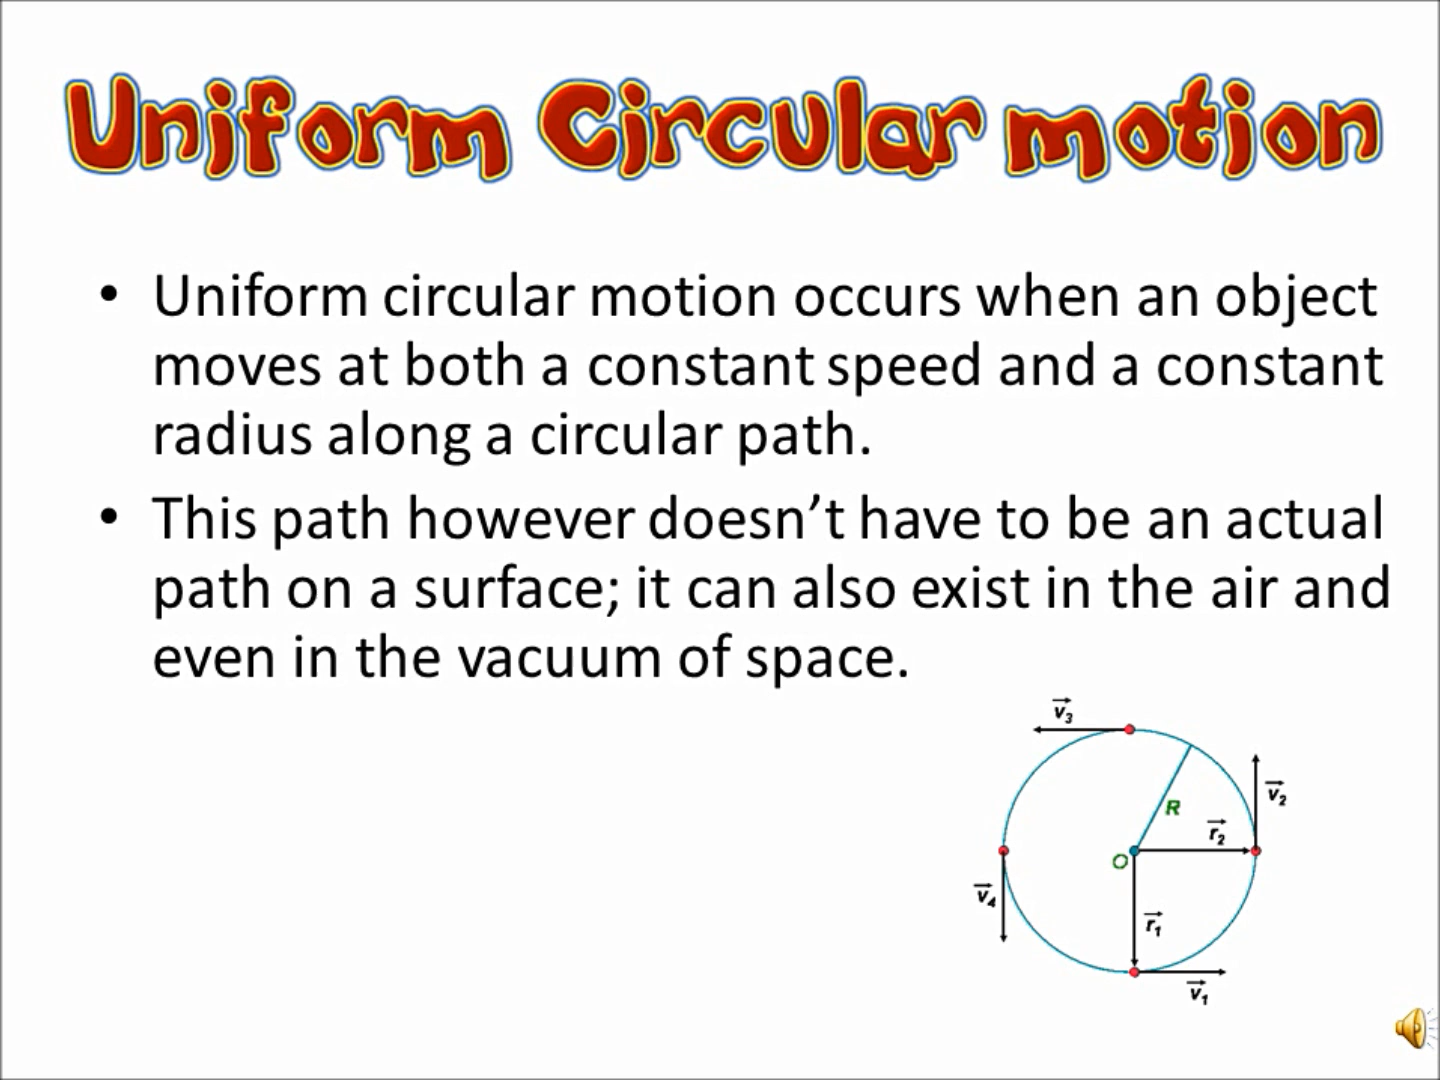 Uniform Circular motion
• Uniform circular motion occurs when an object
moves at both a constant speed and a constant
radius along a circular path.
• This path however doesn’t have to be an actual
path on a surface; it can also exist in the air and
even in the vacuum of space.
v₃
v₂
R
r₂
O
v₄
r₁
v₁